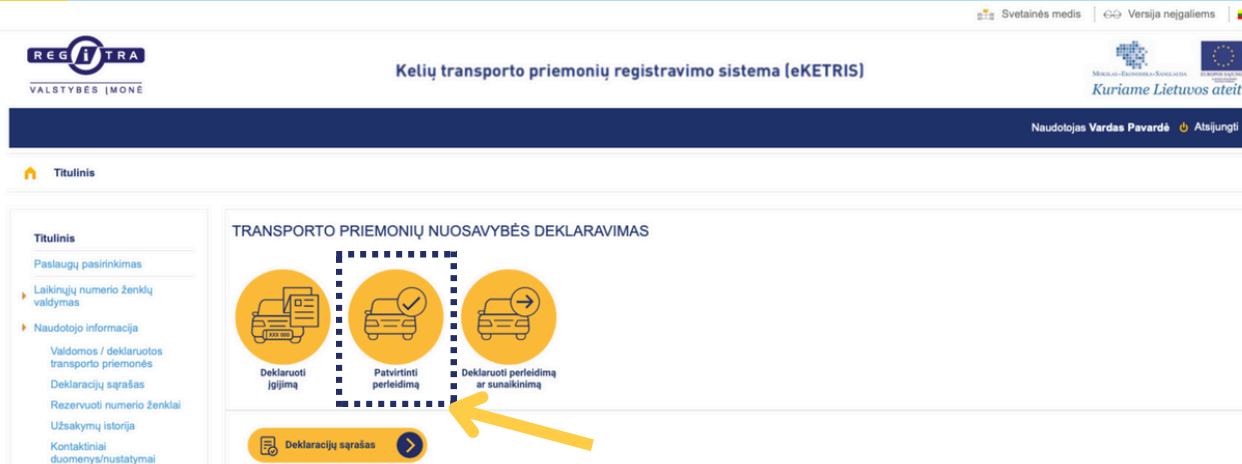 Svetainės medis
Versija neįgaliems
REGITRA
VALSTYBĖS ĮMONĖ
Kelių transporto priemonių registravimo sistema (eKETRIS)
Kuriame Lietuvos ateit
Naudotojas Vardas Pavardė Atsijungti
Titulinis
Titulinis
Paslaugų pasirinkimas
Laikinųjų numerio ženklų
valdymas
Naudotojo informacija
Valdomos / deklaruotos
transporto priemonės
Deklaracijų sąrašas
Rezervuoti numerio ženklai
Užsakymų istorija
Kontaktiniai
duomenys/nustatymai
TRANSPORTO PRIEMONIŲ NUOSAVYBĖS DEKLARAVIMAS
XXX 000
Deklaruoti
įgijimą
Patvirtinti
perleidimą
Deklaruoti perleidimą
ar sunaikinimą
Deklaracijų sąrašas